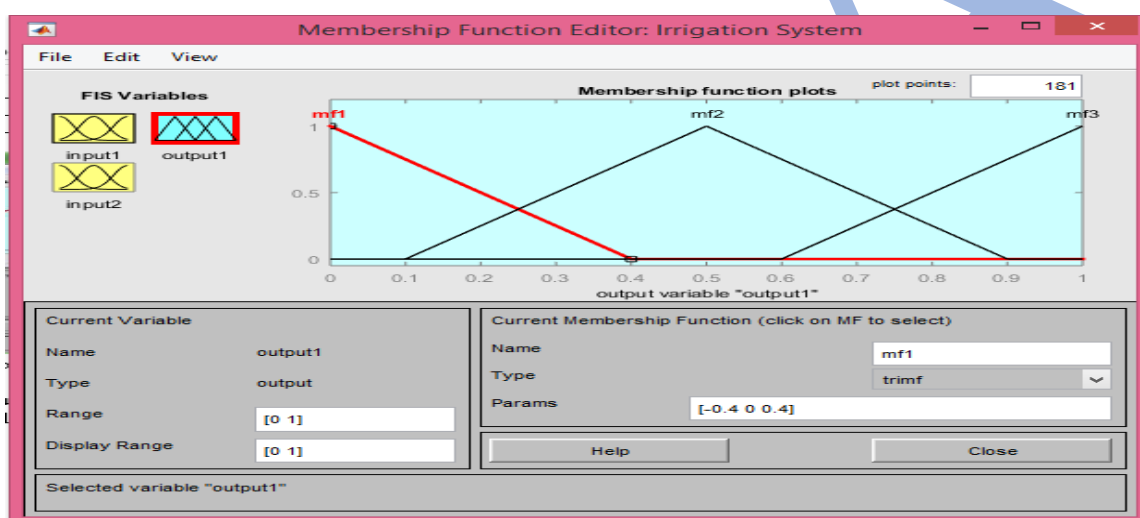 Membership Function Editor: Irrigation System
File Edit View
FIS Variables
input1 output1
input2
Membership function plots plot points: 181
mf1 mf2 mf3
1
0.5
0
0 0.1 0.2 0.3 0.4 0.5 0.6 0.7 0.8 0.9 1
output variable "output1"
Current Variable
Name output1
Type output
Range [0 1]
Display Range [0 1]
Current Membership Function (click on MF to select)
Name mf1
Type trimf
Params [-0.4 0 0.4]
Help Close
Selected variable "output1"